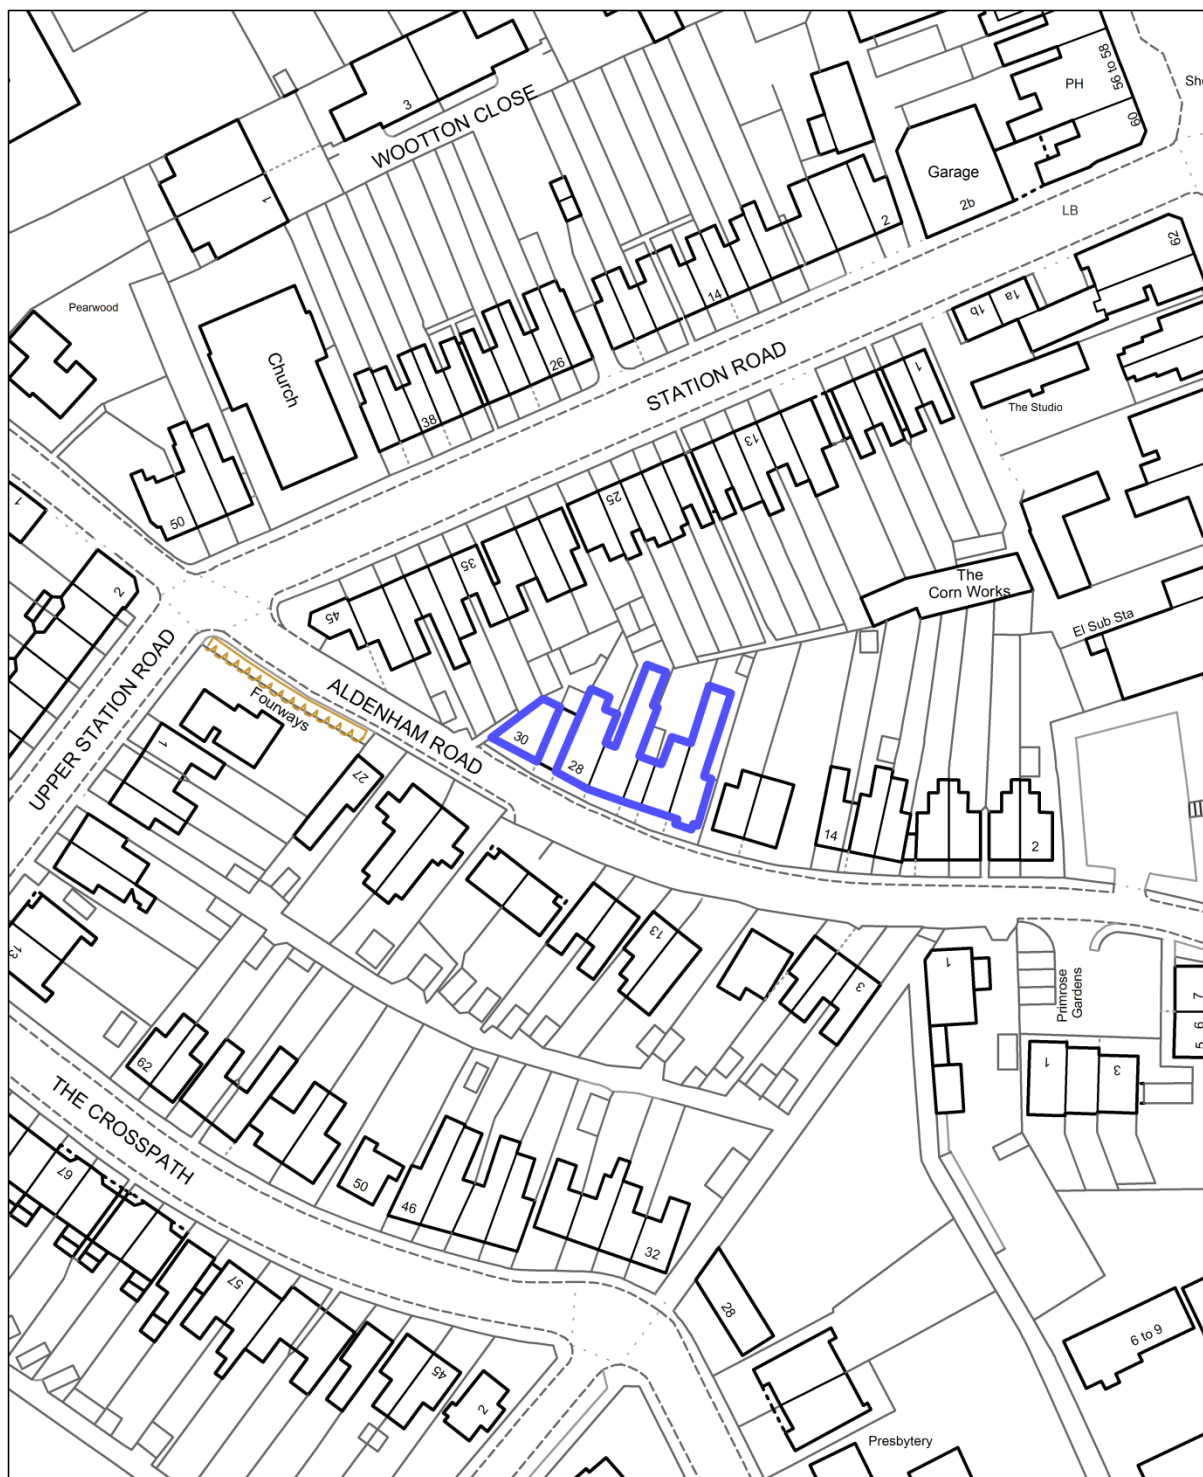 3
WOOTTON CLOSE
1
PH
56 to 58
60
Garage
2b
LB
2
14
62
1a
1b
Pearwood
Church
26
38
STATION ROAD
1
The Studio
13
25
50
1
35
45
The
Corn Works
El Sub Sta
2
UPPER STATION ROAD
Fourways
ALDENHAM ROAD
30
28
1
27
14
2
13
13
3
1
Primrose
Gardens
7
6
5
1
3
62
THE CROSSPATH
50
46
32
67
57
45
2
28
6 to 9
Presbytery